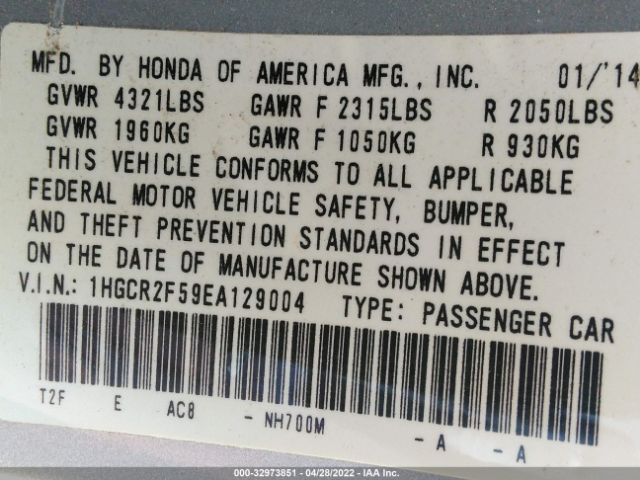 MFD. BY HONDA OF AMERICA MFG., INC. 01/'14
GVWR 4321LBS GAWR F 2315LBS R 2050LBS
GVWR 1960KG GAWR F 1050KG R 930KG
THIS VEHICLE CONFORMS TO ALL APPLICABLE
FEDERAL MOTOR VEHICLE SAFETY, BUMPER,
AND THEFT PREVENTION STANDARDS IN EFFECT
ON THE DATE OF MANUFACTURE SHOWN ABOVE.
V.I.N.: 1HGCR2F59EA129004 TYPE: PASSENGER CAR
T2F E AC8 - NH700M - A - A
000-32973851 | 04/28/2022 - IAA Inc.